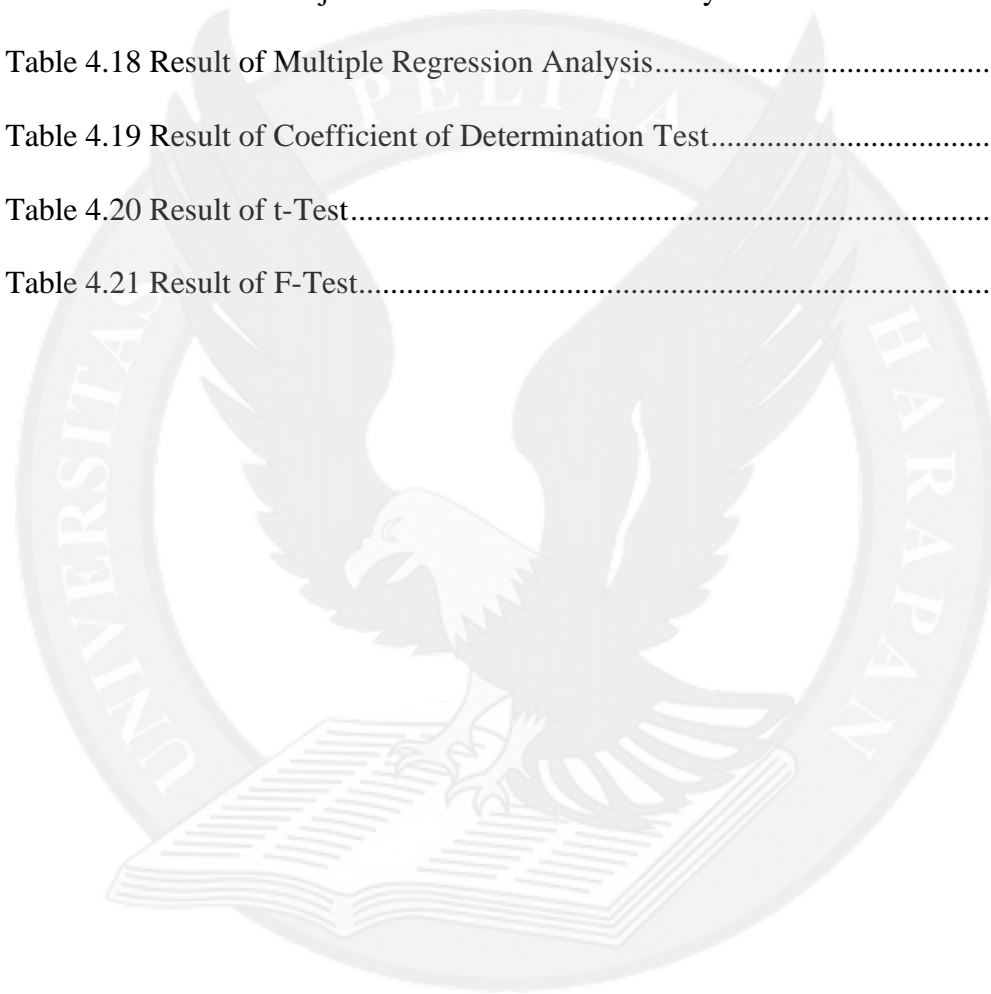 Table 4.18 Result of Multiple Regression Analysis....................................
Table 4.19 Result of Coefficient of Determination Test..............................
Table 4.20 Result of t-Test...........................................................................
Table 4.21 Result of F-Test..........................................................................
UNIVERSITAS PELITA HARAPAN